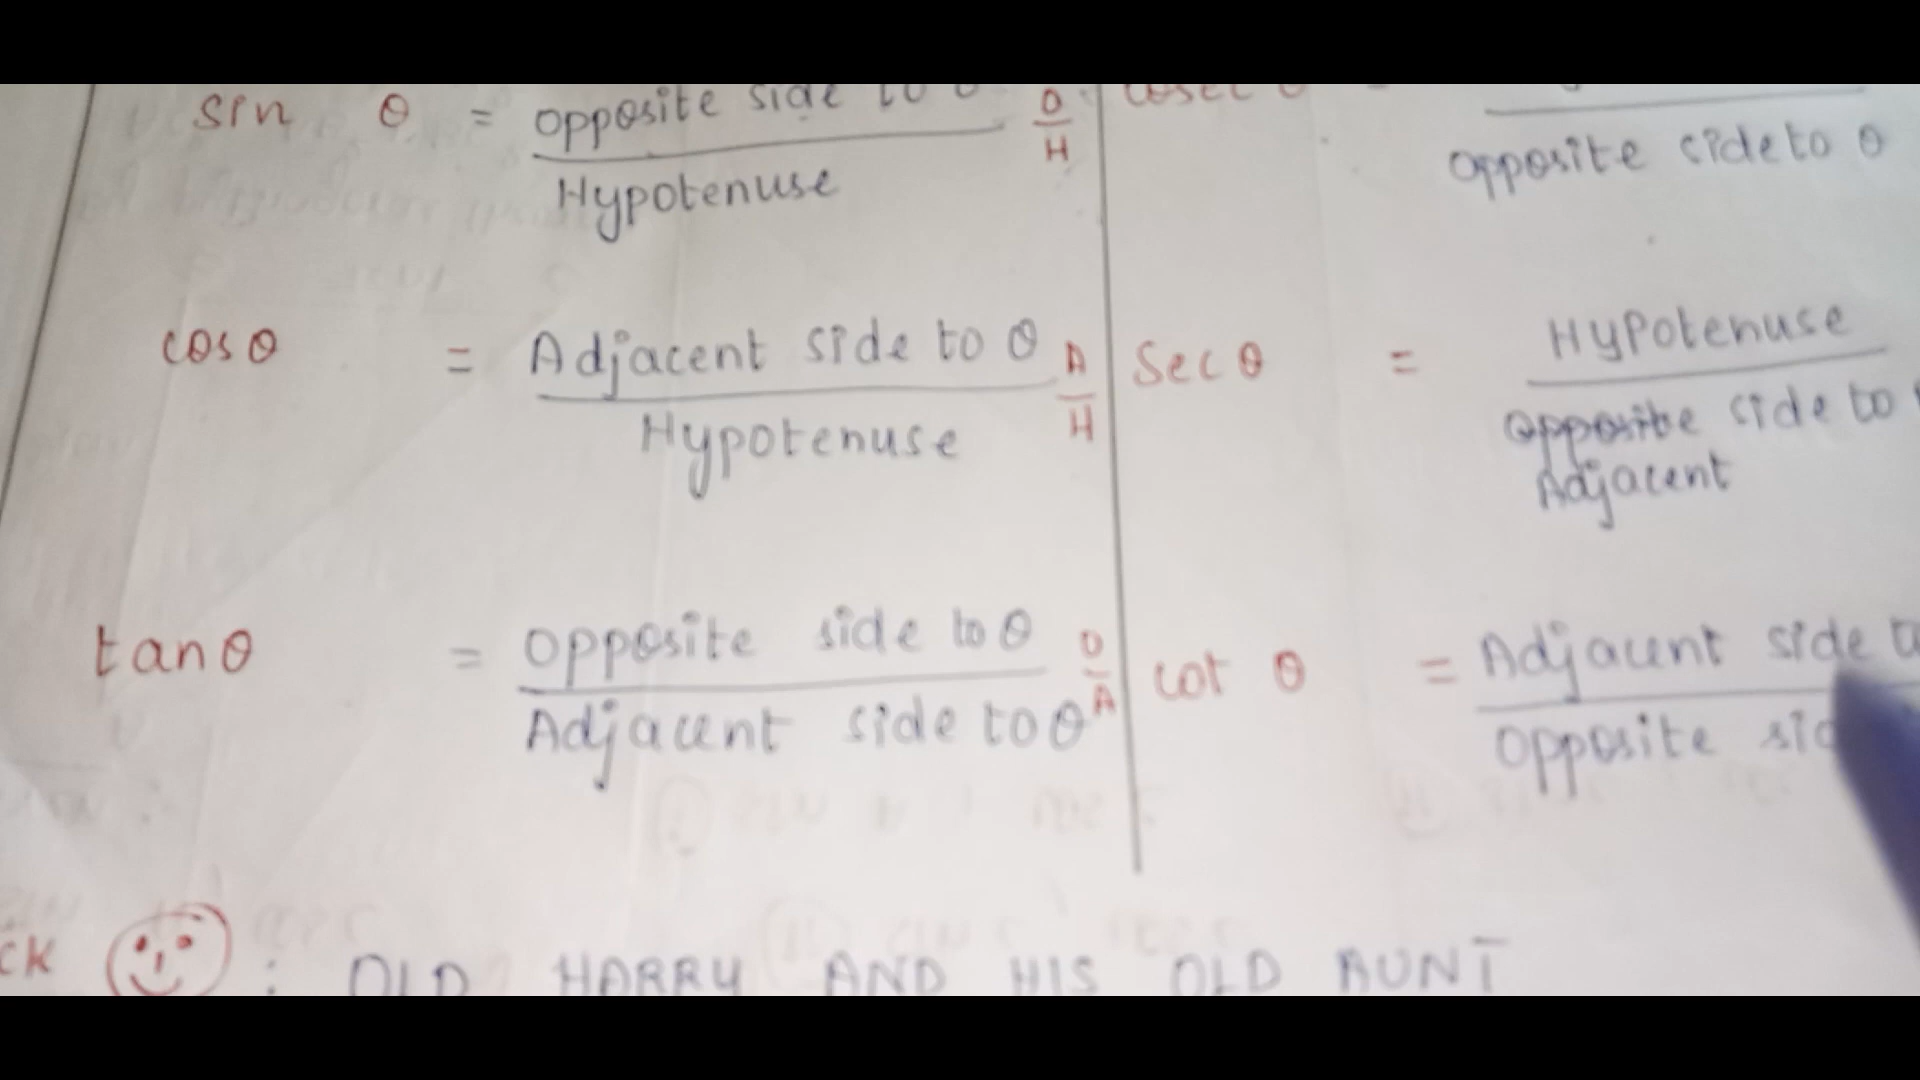 sin θ = opposite side to θ O cosec θ
Hypotenuse H opposite side to θ
cos θ = Adjacent side to θ A Sec θ = Hypotenuse
Hypotenuse H Opposite side to
Adjacent
tan θ = opposite side to θ O cot θ = Adjacent side
Adjacent side to θ A opposite
: OLD HARRY AND HIS OLD AUNT